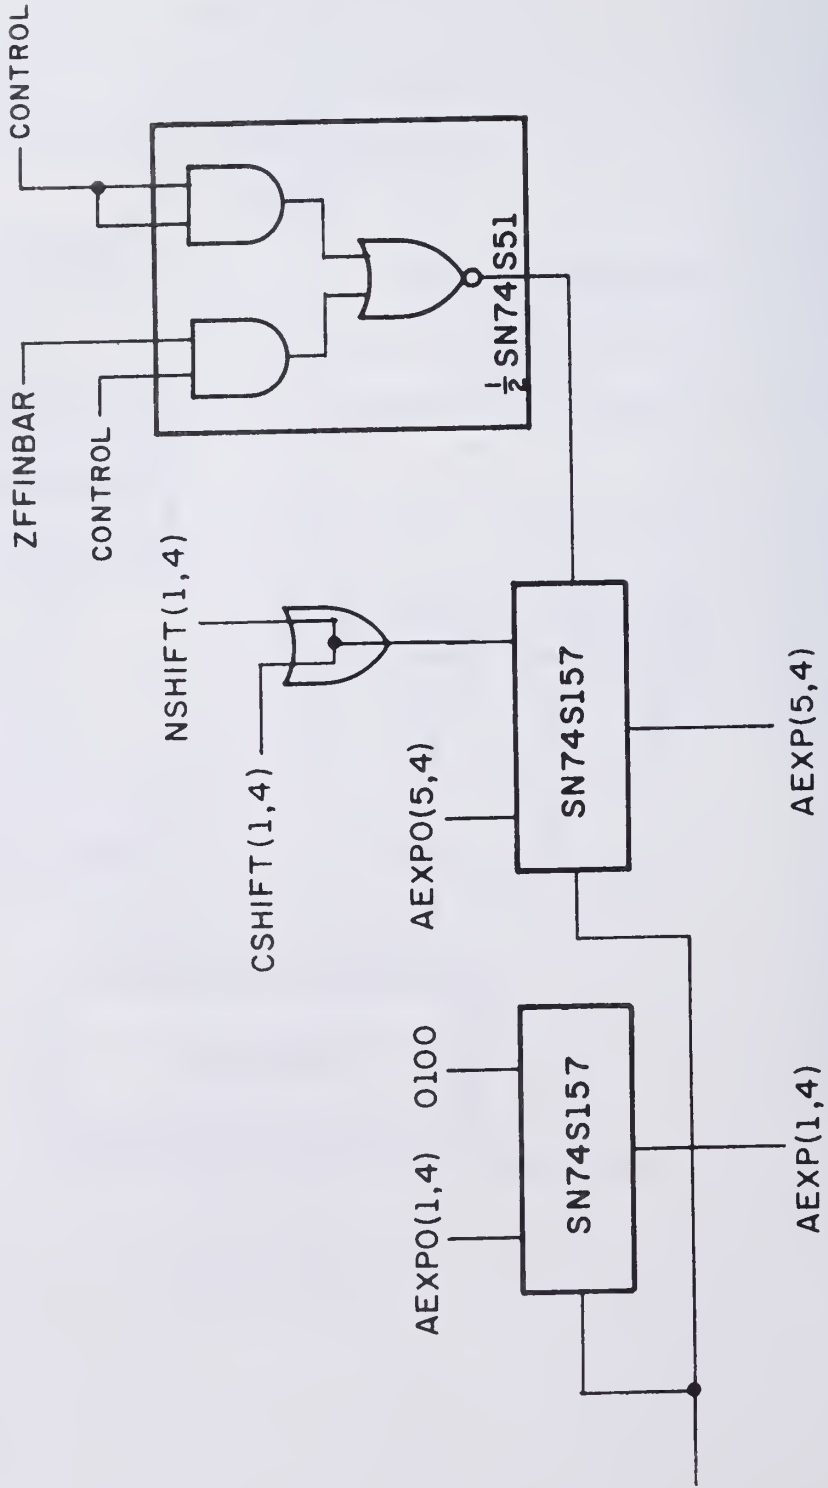 CONTROL
ZFFINBAR
CONTROL
½ SN74S51
NSHIFT(1,4)
CSHIFT(1,4)
AEXPO(5,4)
SN74S157
AEXP(5,4)
AEXPO(1,4)
0100
SN74S157
AEXP(1,4)